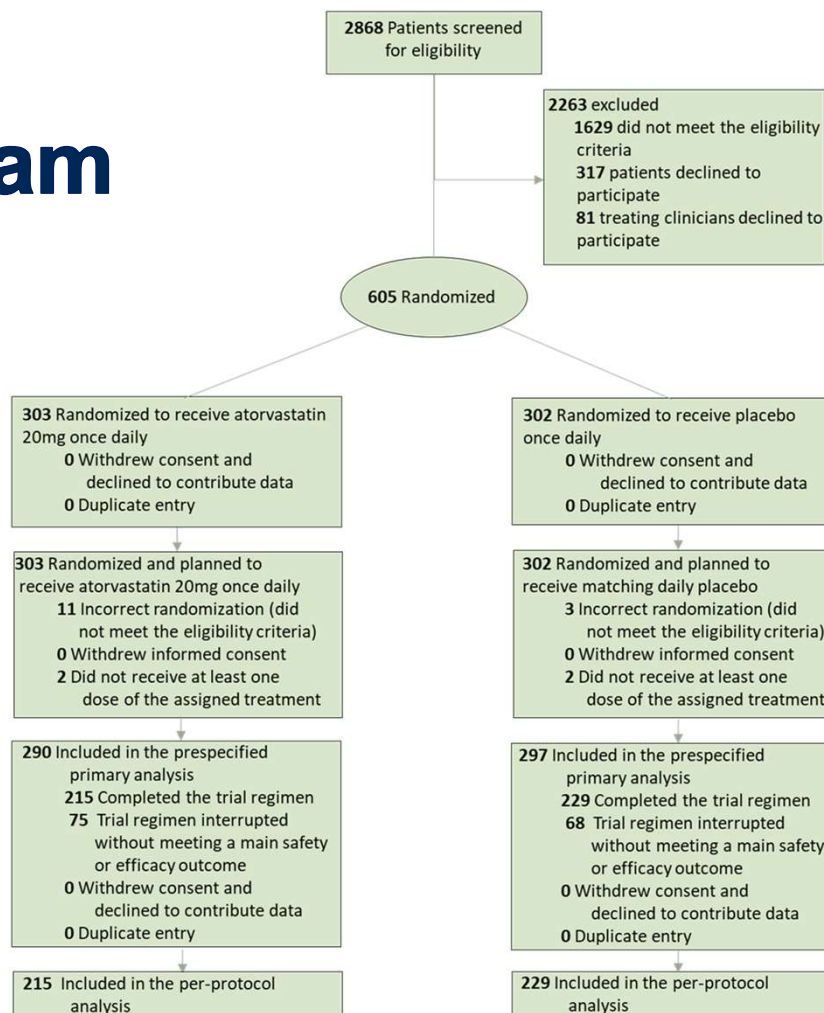 2868 Patients screened
for eligibility
am
2263 excluded
1629 did not meet the eligibility
criteria
317 patients declined to
participate
81 treating clinicians declined to
participate
605 Randomized
303 Randomized to receive atorvastatin
20mg once daily
0 Withdrew consent and
declined to contribute data
0 Duplicate entry
302 Randomized to receive placebo
once daily
0 Withdrew consent and
declined to contribute data
0 Duplicate entry
303 Randomized and planned to
receive atorvastatin 20mg once daily
11 Incorrect randomization (did
not meet the eligibility criteria)
0 Withdrew informed consent
2 Did not receive at least one
dose of the assigned treatment
302 Randomized and planned to
receive matching daily placebo
3 Incorrect randomization (did
not meet the eligibility criteria)
0 Withdrew informed consent
2 Did not receive at least one
dose of the assigned treatment
290 Included in the prespecified
primary analysis
215 Completed the trial regimen
75 Trial regimen interrupted
without meeting a main safety
or efficacy outcome
0 Withdrew consent and
declined to contribute data
0 Duplicate entry
297 Included in the prespecified
primary analysis
229 Completed the trial regimen
68 Trial regimen interrupted
without meeting a main safety
or efficacy outcome
0 Withdrew consent and
declined to contribute data
0 Duplicate entry
215 Included in the per-protocol
analysis
229 Included in the per-protocol
analysis